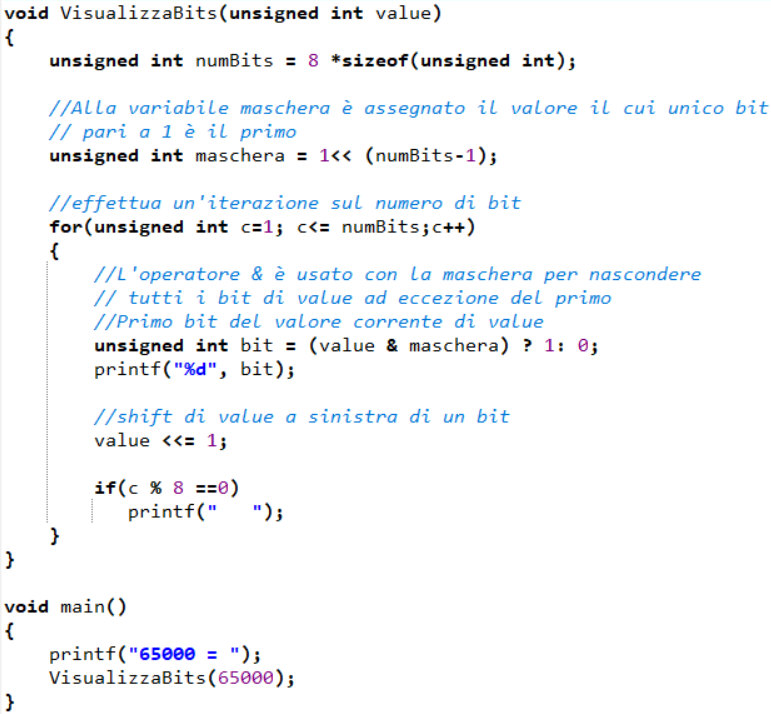 void VisualizzaBits(unsigned int value)
{
    unsigned int numBits = 8 *sizeof(unsigned int);

    //Alla variabile maschera è assegnato il valore il cui unico bit
    // pari a 1 è il primo
    unsigned int maschera = 1<< (numBits-1);

    //effettua un'iterazione sul numero di bit
    for(unsigned int c=1; c<= numBits;c++)
    {
        //L'operatore & è usato con la maschera per nascondere
        // tutti i bit di value ad eccezione del primo
        //Primo bit del valore corrente di value
        unsigned int bit = (value & maschera) ? 1: 0;
        printf("%d", bit);

        //shift di value a sinistra di un bit
        value <<= 1;

        if(c % 8 ==0)
           printf("   ");
    }
}

void main()
{
    printf("65000 = ");
    VisualizzaBits(65000);
}